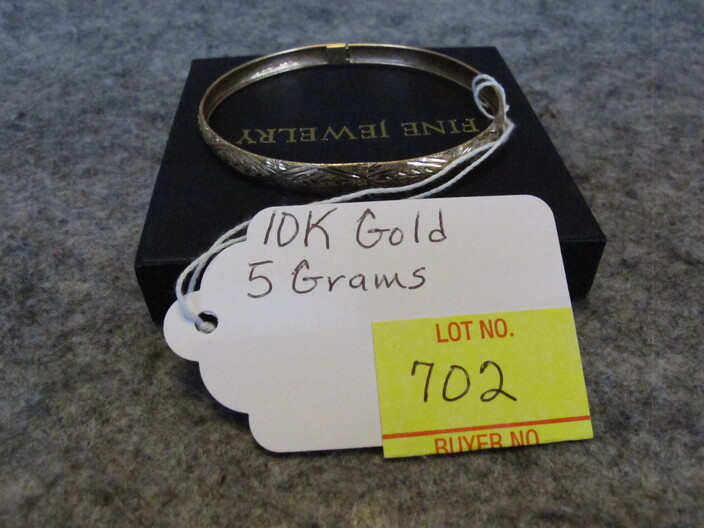 FINE JEWELRY
10K Gold
5 Grams
LOT NO.
702
BUYER NO